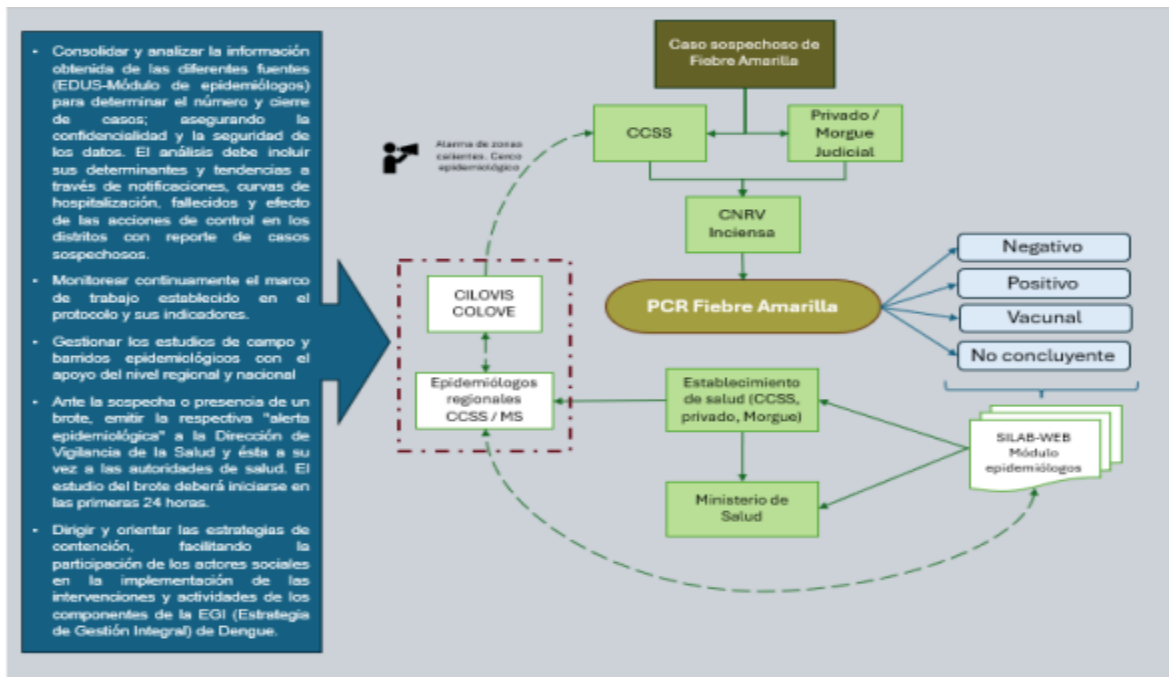 • Consolidar y analizar la información
obtenida de las diferentes fuentes
(EDUS-Módulo de epidemiólogos)
para determinar el número y cierre
de casos; asegurando la
confidencialidad y la seguridad de
los datos. El análisis debe incluir
sus determinantes y tendencias a
través de notificaciones, curvas de
hospitalización, fallecidos y efecto
de las acciones de control en los
distritos con reporte de casos
sospechosos.
• Monitorear continuamente el marco
de trabajo establecido en el
protocolo y sus indicadores.
• Gestionar los estudios de campo y
barridos epidemiológicos con el
apoyo del nivel regional y nacional
• Ante la sospecha o presencia de un
brote, emitir la respectiva "alerta
epidemiológica" a la Dirección de
Vigilancia de la Salud y ésta a su
vez a las autoridades de salud. El
estudio del brote deberá iniciarse en
las primeras 24 horas.
• Dirigir y orientar las estrategias de
contención, facilitando la
participación de los actores sociales
en la implementación de las
intervenciones y actividades de los
componentes de la EGI (Estrategia
de Gestión Integral) de Dengue.
Alarma de zonas
calientes. Cerco
epidemiológico
Caso sospechoso de
Fiebre Amarilla
CCSS
Privado /
Morgue
Judicial
CNRV
Inciensa
PCR Fiebre Amarilla
Negativo
Positivo
Vacunal
No concluyente
CILOVIS
COLOVE
Epidemiólogos
regionales
CCSS / MS
Establecimiento
de salud (CCSS,
privado, Morgue)
Ministerio de
Salud
SILAB-WEB
Módulo
epidemiólogos